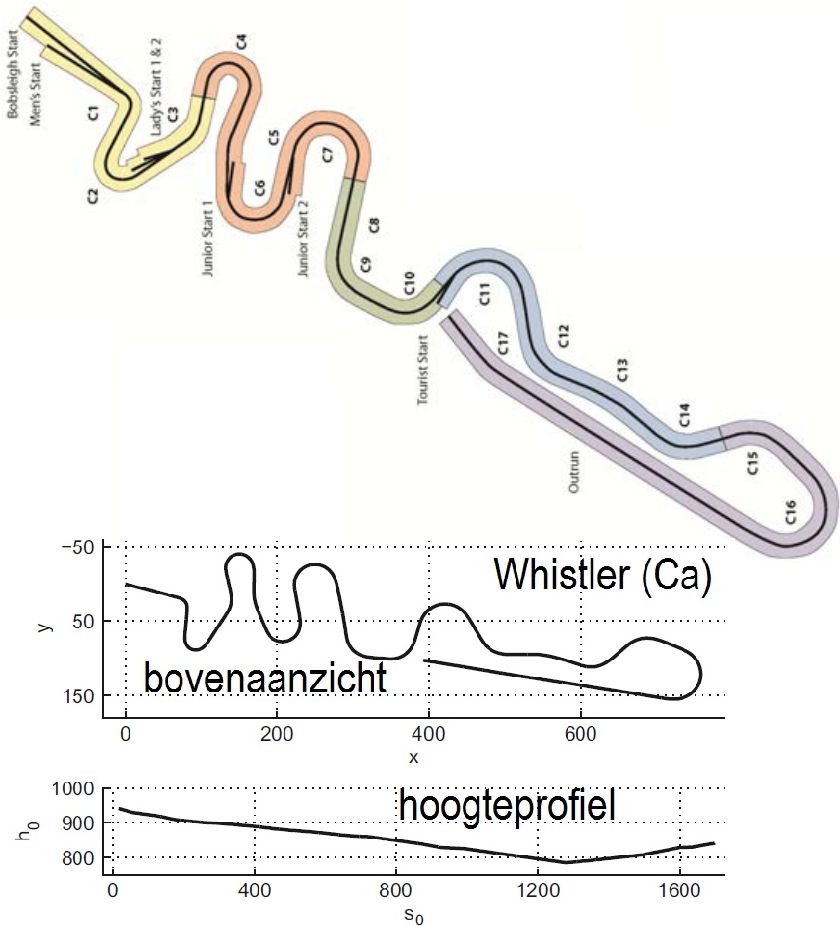 Bobsleigh Start
Men's Start
C1
C2
Lady's Start 1 & 2
C3
C4
Junior Start 1
C5
C6
Junior Start 2
C7
C8
C9
C10
Tourist Start
C11
C17
C12
C13
Outrun
C14
C15
C16
−50
50
150
y
Whistler (Ca)
bovenaanzicht
0
200
400
600
x
1000
900
800
h0
hoogteprofiel
0
400
800
1200
1600
s0